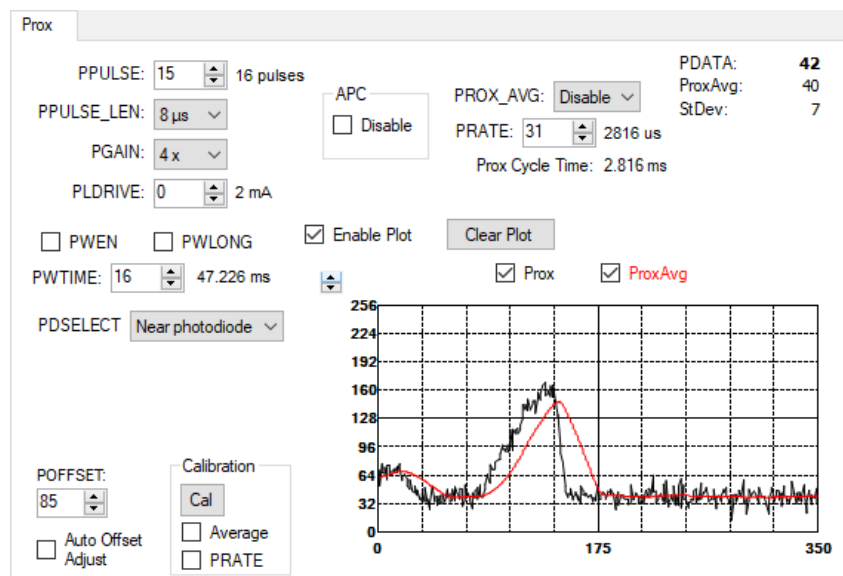 Prox
PPULSE: 15 16 pulses
PPULSE_LEN: 8 µs
PGAIN: 4 x
PLDRIVE: 0 2 mA
APC
Disable
PROX_AVG: Disable
PRATE: 31 2816 us
Prox Cycle Time: 2.816 ms
PDATA: 42
ProxAvg: 40
StDev: 7
PWEN PWLONG
Enable Plot Clear Plot
PWTIME: 16 47.226 ms
Prox ProxAvg
PDSELECT Near photodiode
256
224
192
160
128
96
64
32
0
0 175 350
POFFSET:
85
Auto Offset
Adjust
Calibration
Cal
Average
PRATE